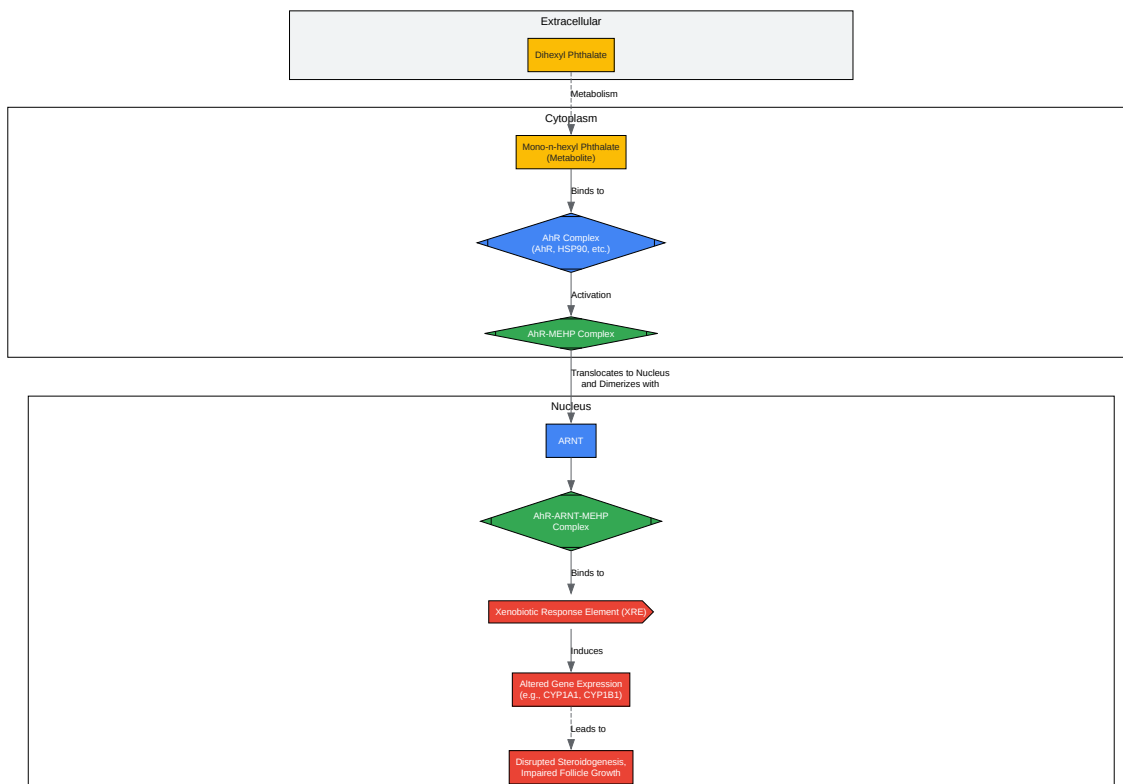 Extracellular
Dihexyl Phthalate
Metabolism
Cytoplasm
Mono-n-hexyl Phthalate
(Metabolite)
Binds to
AhR Complex
(AhR, HSP90, etc.)
Activation
AhR-MEHP Complex
Translocates to Nucleus
and Dimerizes with
Nucleus
ARNT
AhR-ARNT-MEHP
Complex
Binds to
Xenobiotic Response Element (XRE)
Induces
Altered Gene Expression
(e.g., CYP1A1, CYP1B1)
Leads to
Disrupted Steroidogenesis,
Impaired Follicle Growth